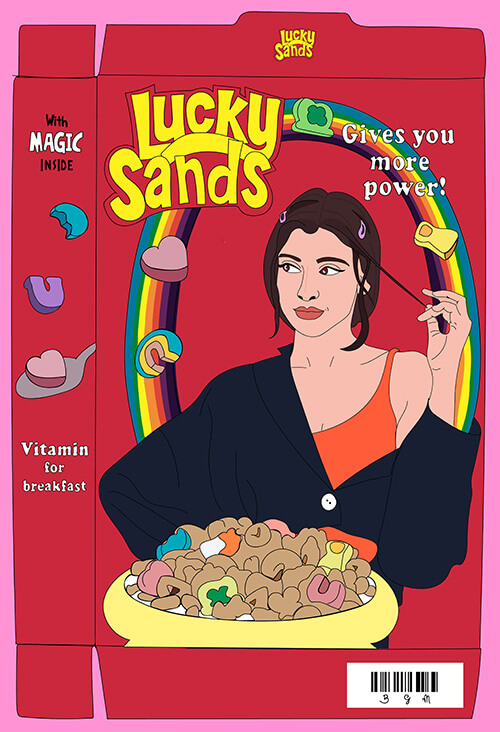 Lucky
Sands
With
MAGIC
INSIDE
Lucky
Sands
Gives you
more
power!
Vitamin
for
breakfast
B G M